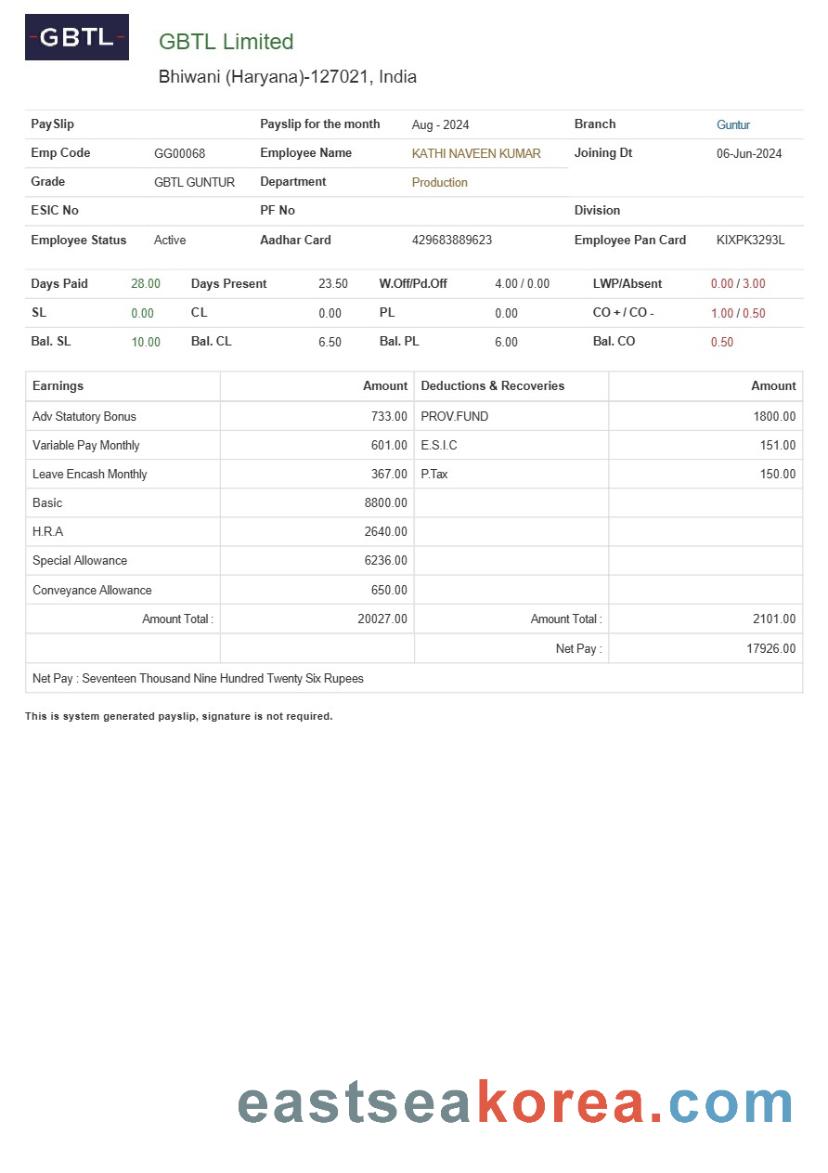 GBTL
GBTL Limited
Bhiwani (Haryana)-127021, India
PaySlip Payslip for the month Aug - 2024 Branch Guntur
Emp Code GG00068 Employee Name KATHI NAVEEN KUMAR Joining Dt 06-Jun-2024
Grade GBTL GUNTUR Department Production
ESIC No PF No Division
Employee Status Active Aadhar Card 429683889623 Employee Pan Card KIXPK3293L
Days Paid 28.00 Days Present 23.50 W.Off/Pd.Off 4.00 / 0.00 LWP/Absent 0.00 / 3.00
SL 0.00 CL 0.00 PL 0.00 CO + / CO - 1.00 / 0.50
Bal. SL 10.00 Bal. CL 6.50 Bal. PL 6.00 Bal. CO 0.50
Earnings Amount Deductions & Recoveries Amount
Adv Statutory Bonus 733.00 PROV.FUND 1800.00
Variable Pay Monthly 601.00 E.S.I.C 151.00
Leave Encash Monthly 367.00 P.Tax 150.00
Basic 8800.00
H.R.A 2640.00
Special Allowance 6236.00
Conveyance Allowance 650.00
Amount Total : 20027.00 Amount Total : 2101.00
Net Pay : 17926.00
Net Pay : Seventeen Thousand Nine Hundred Twenty Six Rupees
This is system generated payslip, signature is not required.
eastseakorea.com